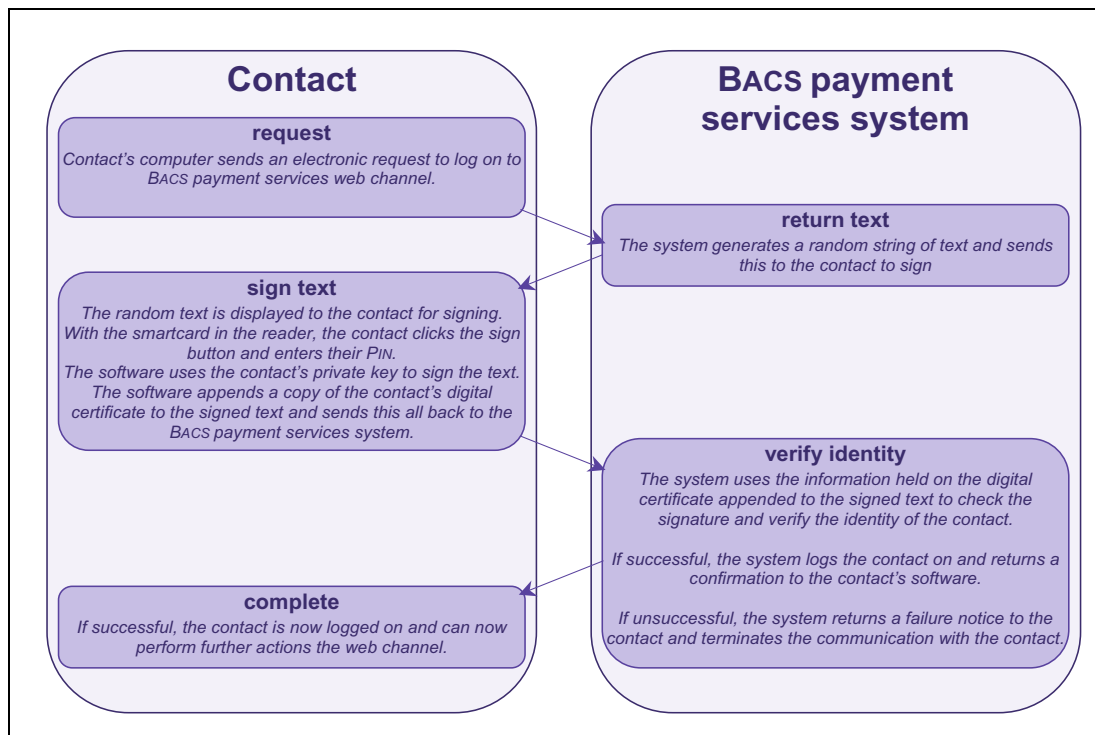 Contact
request
Contact's computer sends an electronic request to log on to
BACS payment services web channel.
BACS payment
services system
return text
The system generates a random string of text and sends
this to the contact to sign
sign text
The random text is displayed to the contact for signing.
With the smartcard in the reader, the contact clicks the sign
button and enters their PIN.
The software uses the contact's private key to sign the text.
The software appends a copy of the contact's digital
certificate to the signed text and sends this all back to the
BACS payment services system.
verify identity
The system uses the information held on the digital
certificate appended to the signed text to check the
signature and verify the identity of the contact.
If successful, the system logs the contact on and returns a
confirmation to the contact's software.
If unsuccessful, the system returns a failure notice to the
contact and terminates the communication with the contact.
complete
If successful, the contact is now logged on and can now
perform further actions the web channel.